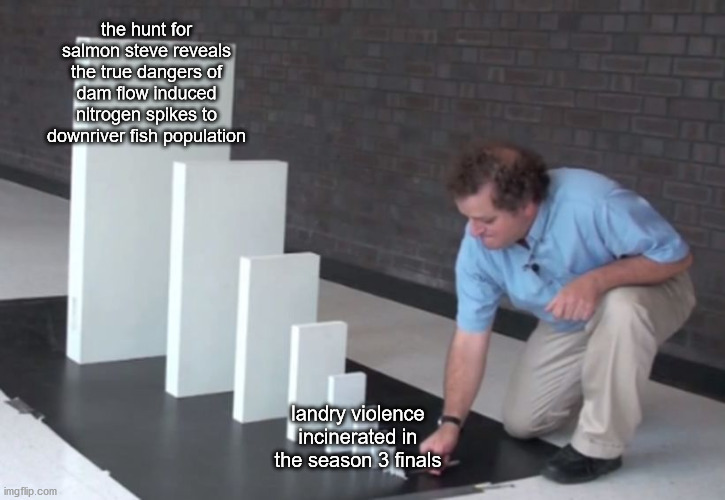 the hunt for
salmon steve reveals
the true dangers of
dam flow induced
nitrogen spikes to
downriver fish population
landry violence
incinerated in
the season 3 finals
imgflip.com